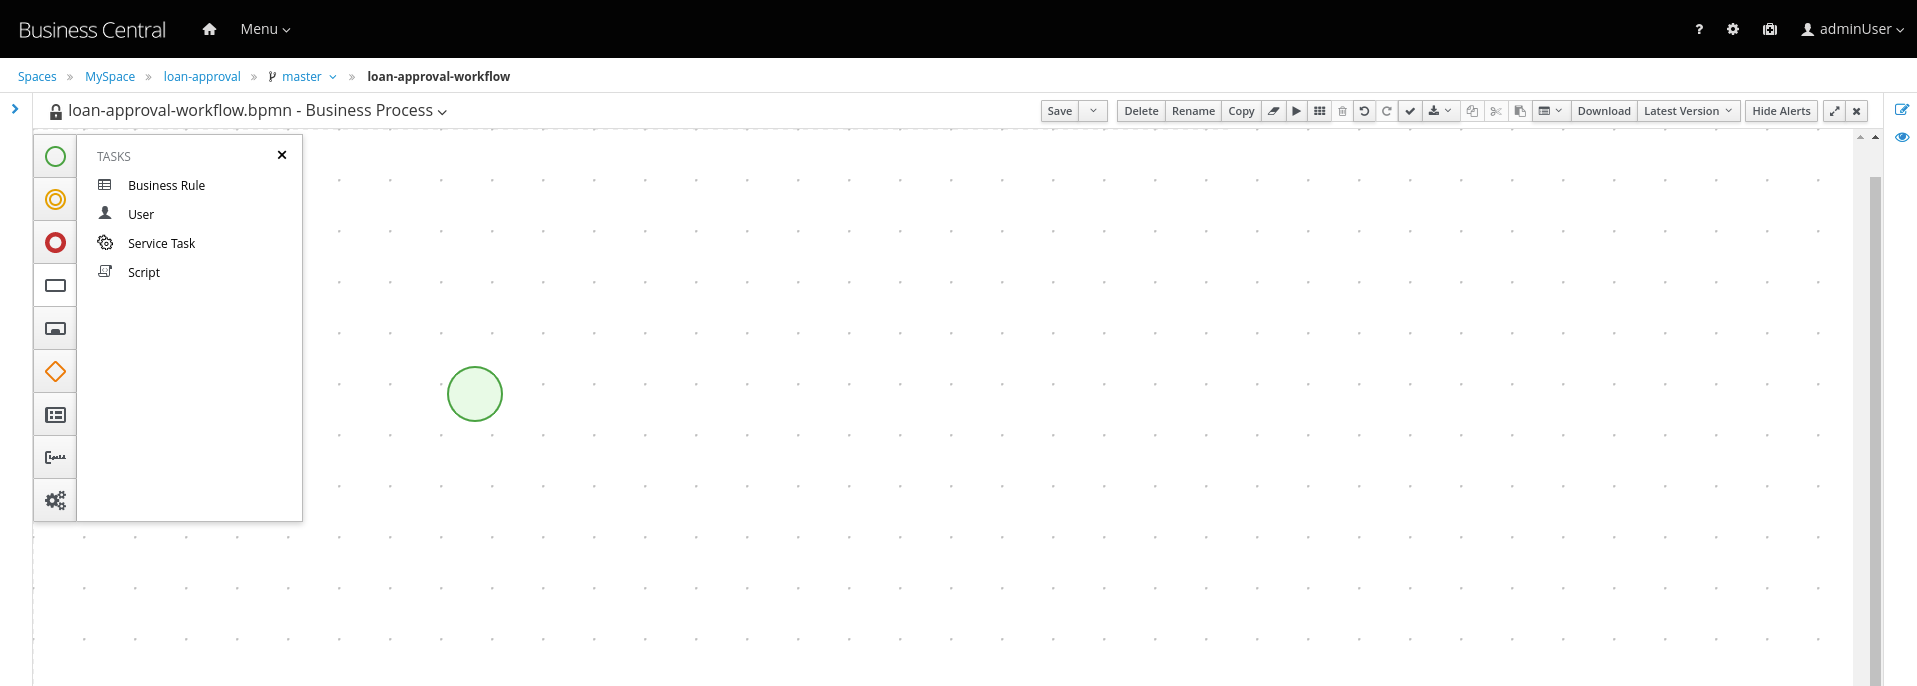 Business Central Menu ? adminUser
Spaces » MySpace » loan-approval » master » loan-approval-workflow
loan-approval-workflow.bpmn - Business Process Save Delete Rename Copy Download Latest Version Hide Alerts
TASKS
Business Rule
User
Service Task
Script